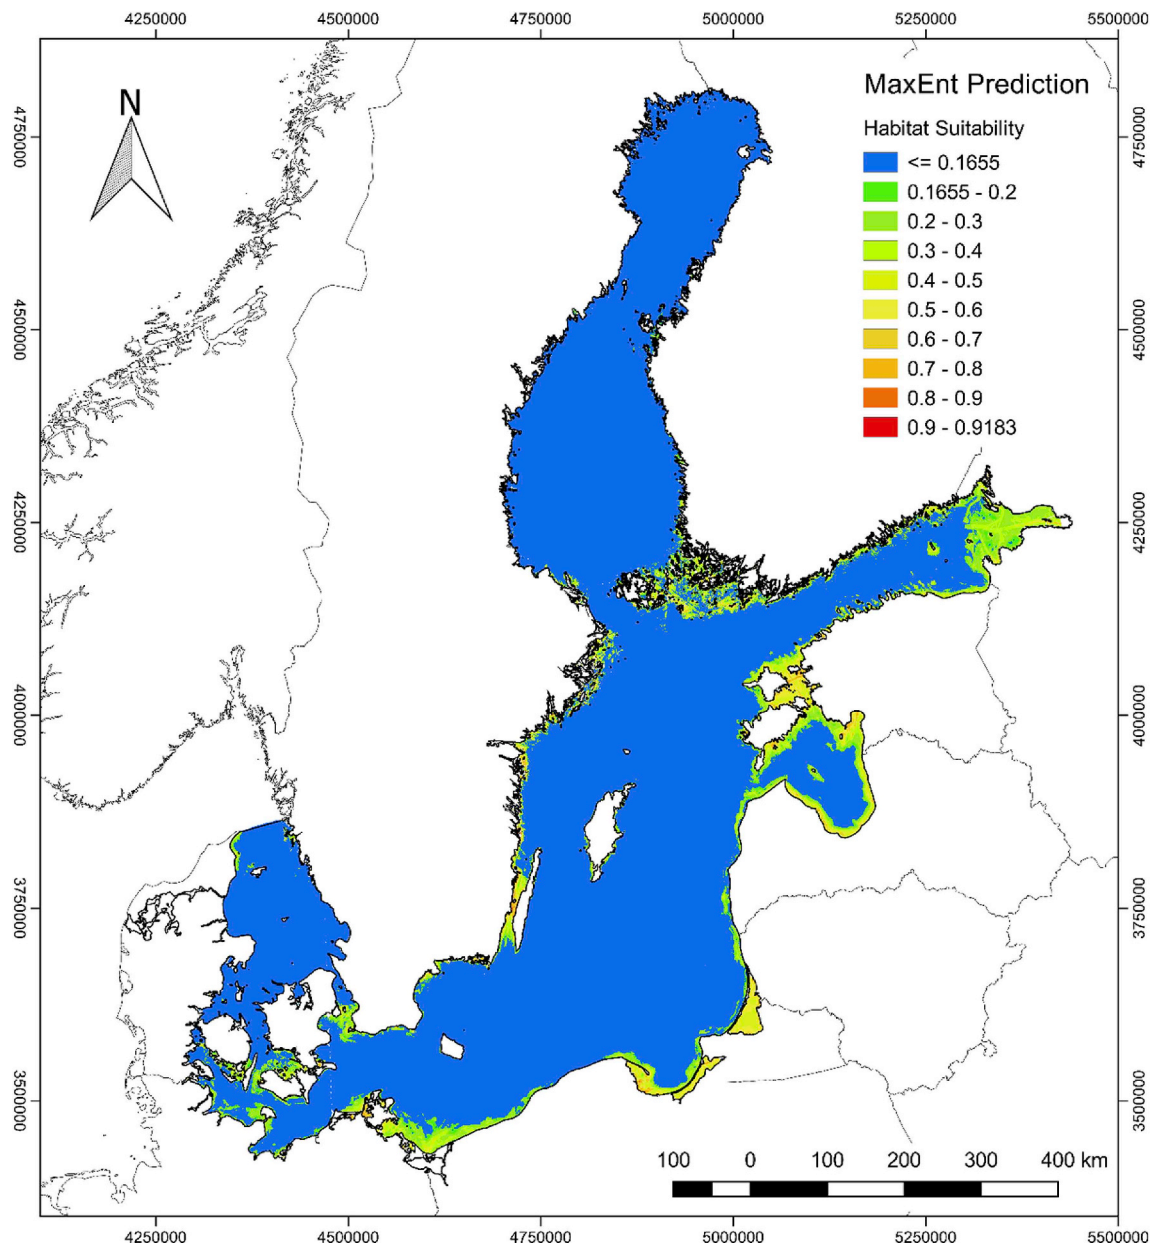 4250000 4500000 4750000 5000000 5250000 5500000
N
MaxEnt Prediction
Habitat Suitability
<= 0.1655
0.1655 - 0.2
0.2 - 0.3
0.3 - 0.4
0.4 - 0.5
0.5 - 0.6
0.6 - 0.7
0.7 - 0.8
0.8 - 0.9
0.9 - 0.9183
4750000 4750000
4500000 4500000
4250000 4250000
4000000 4000000
3750000 3750000
3500000 3500000
100 0 100 200 300 400 km
4250000 4500000 4750000 5000000 5250000 5500000